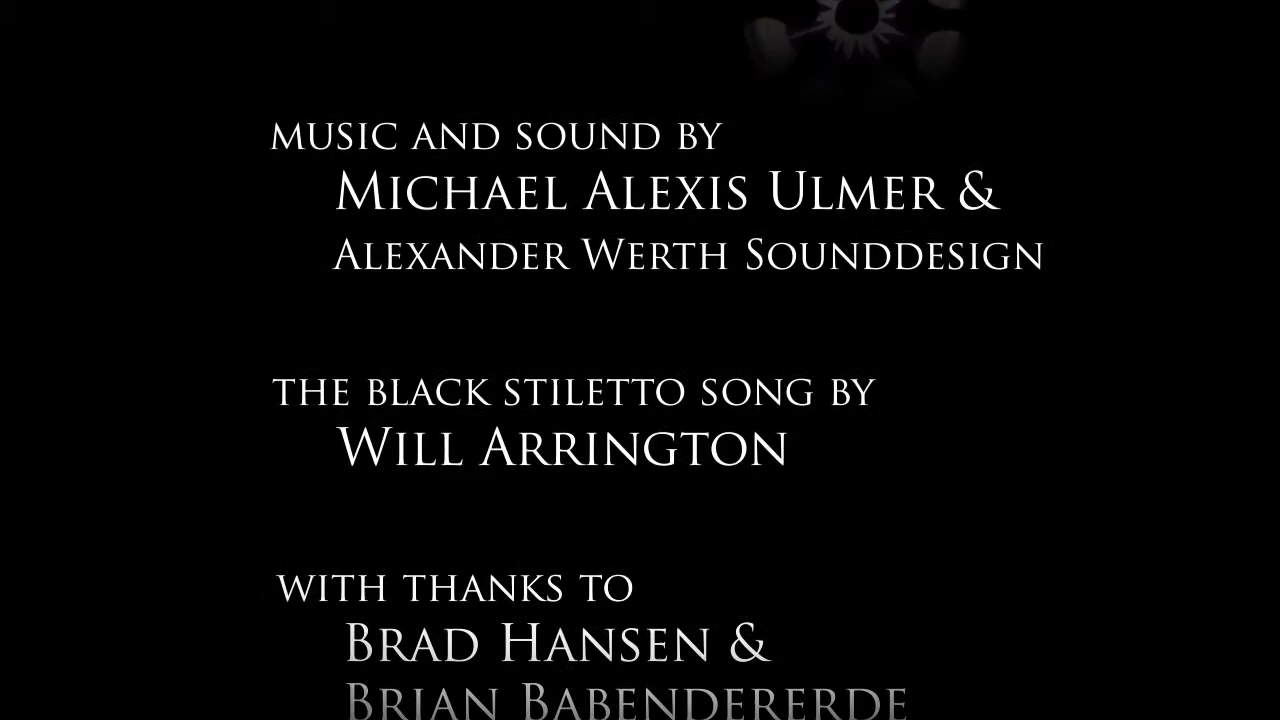 MUSIC AND SOUND BY
MICHAEL ALEXIS ULMER &
ALEXANDER WERTH SOUNDDESIGN
THE BLACK STILETTO SONG BY
WILL ARRINGTON
WITH THANKS TO
BRAD HANSEN &
BRIAN BABENDERERDE